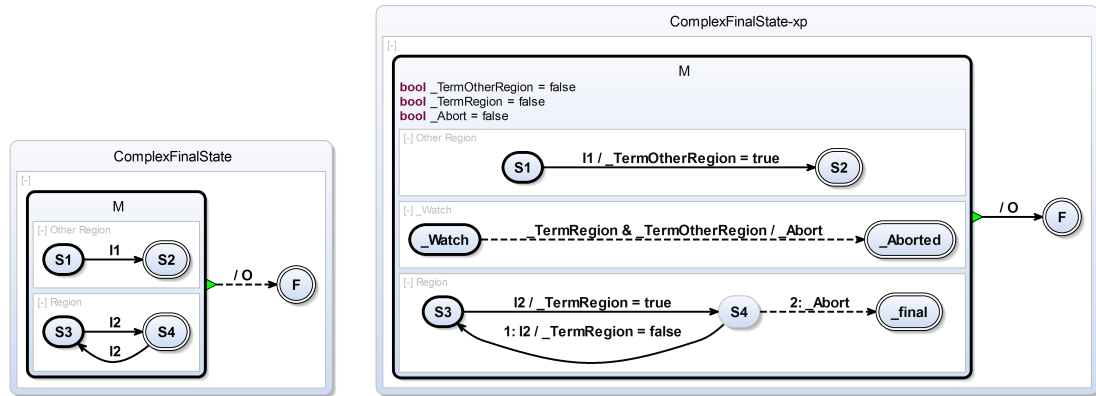 ComplexFinalState
[-]
M
[-] Other Region
S1
I1
S2
[-] Region
S3
I2
S4
I2
/ O
F
ComplexFinalState-xp
[-]
M
bool _TermOtherRegion = false
bool _TermRegion = false
bool _Abort = false
[-] Other Region
S1
I1 / _TermOtherRegion = true
S2
[-] _Watch
_Watch
_TermRegion & _TermOtherRegion / _Abort
_Aborted
[-] Region
S3
I2 / _TermRegion = true
S4
2: _Abort
_final
1: I2 / _TermRegion = false
/ O
F